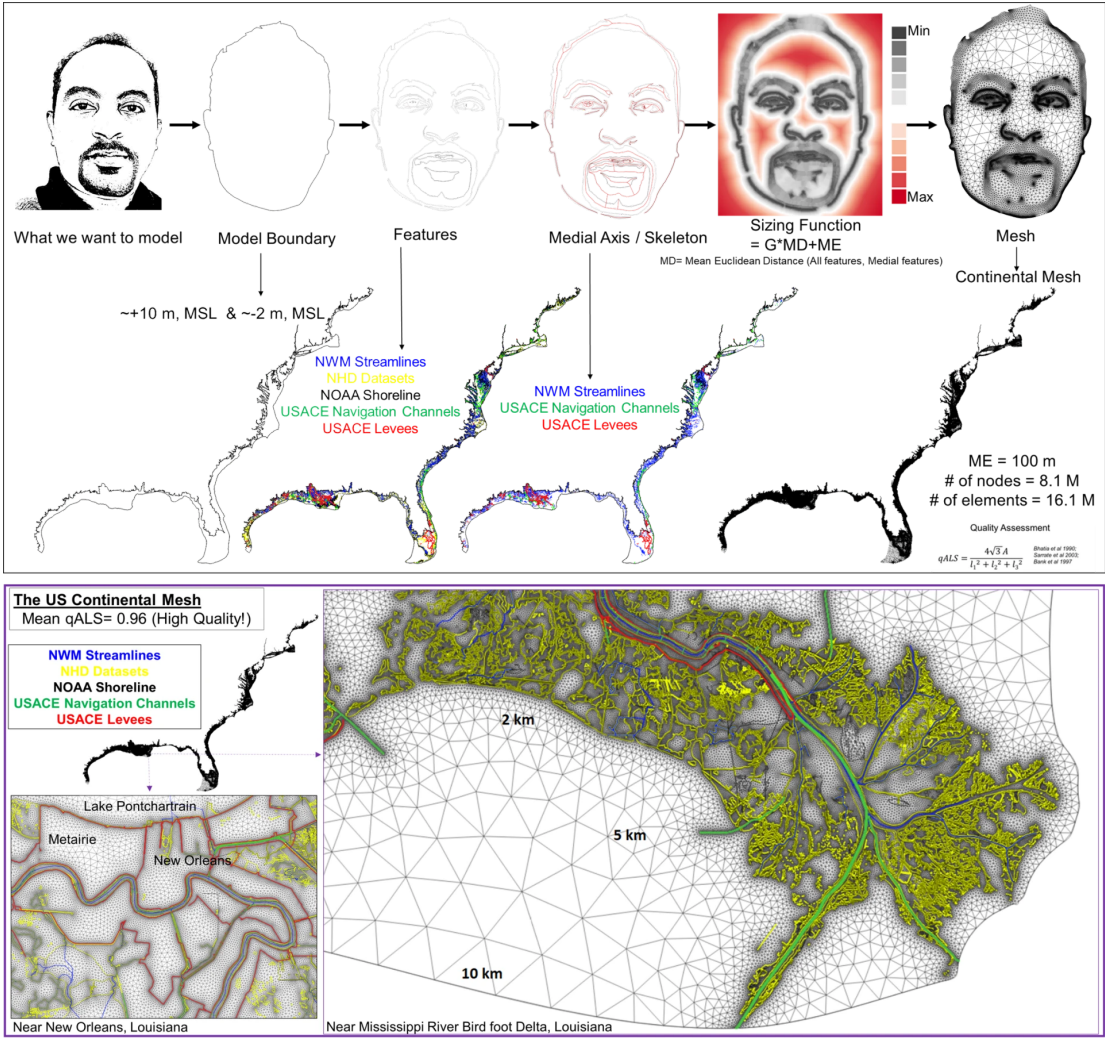 Min
Max
What we want to model
Model Boundary
Features
Medial Axis / Skeleton
Sizing Function
= G*MD+ME
MD= Mean Euclidean Distance (All features, Medial features)
Mesh
Continental Mesh
~+10 m, MSL & ~-2 m, MSL
NWM Streamlines
NHD Datasets
NOAA Shoreline
USACE Navigation Channels
USACE Levees
NWM Streamlines
USACE Navigation Channels
USACE Levees
ME = 100 m
# of nodes = 8.1 M
# of elements = 16.1 M
Quality Assessment
qALS = 4√3 A / l₁² + l₂² + l₃²
Bhatia et al 1990;
Sarrate et al 2003;
Bank et al 1997
The US Continental Mesh
Mean qALS= 0.96 (High Quality!)
NWM Streamlines
NHD Datasets
NOAA Shoreline
USACE Navigation Channels
USACE Levees
Lake Pontchartrain
Metairie
New Orleans
Near New Orleans, Louisiana
2 km
5 km
10 km
Near Mississippi River Bird foot Delta, Louisiana